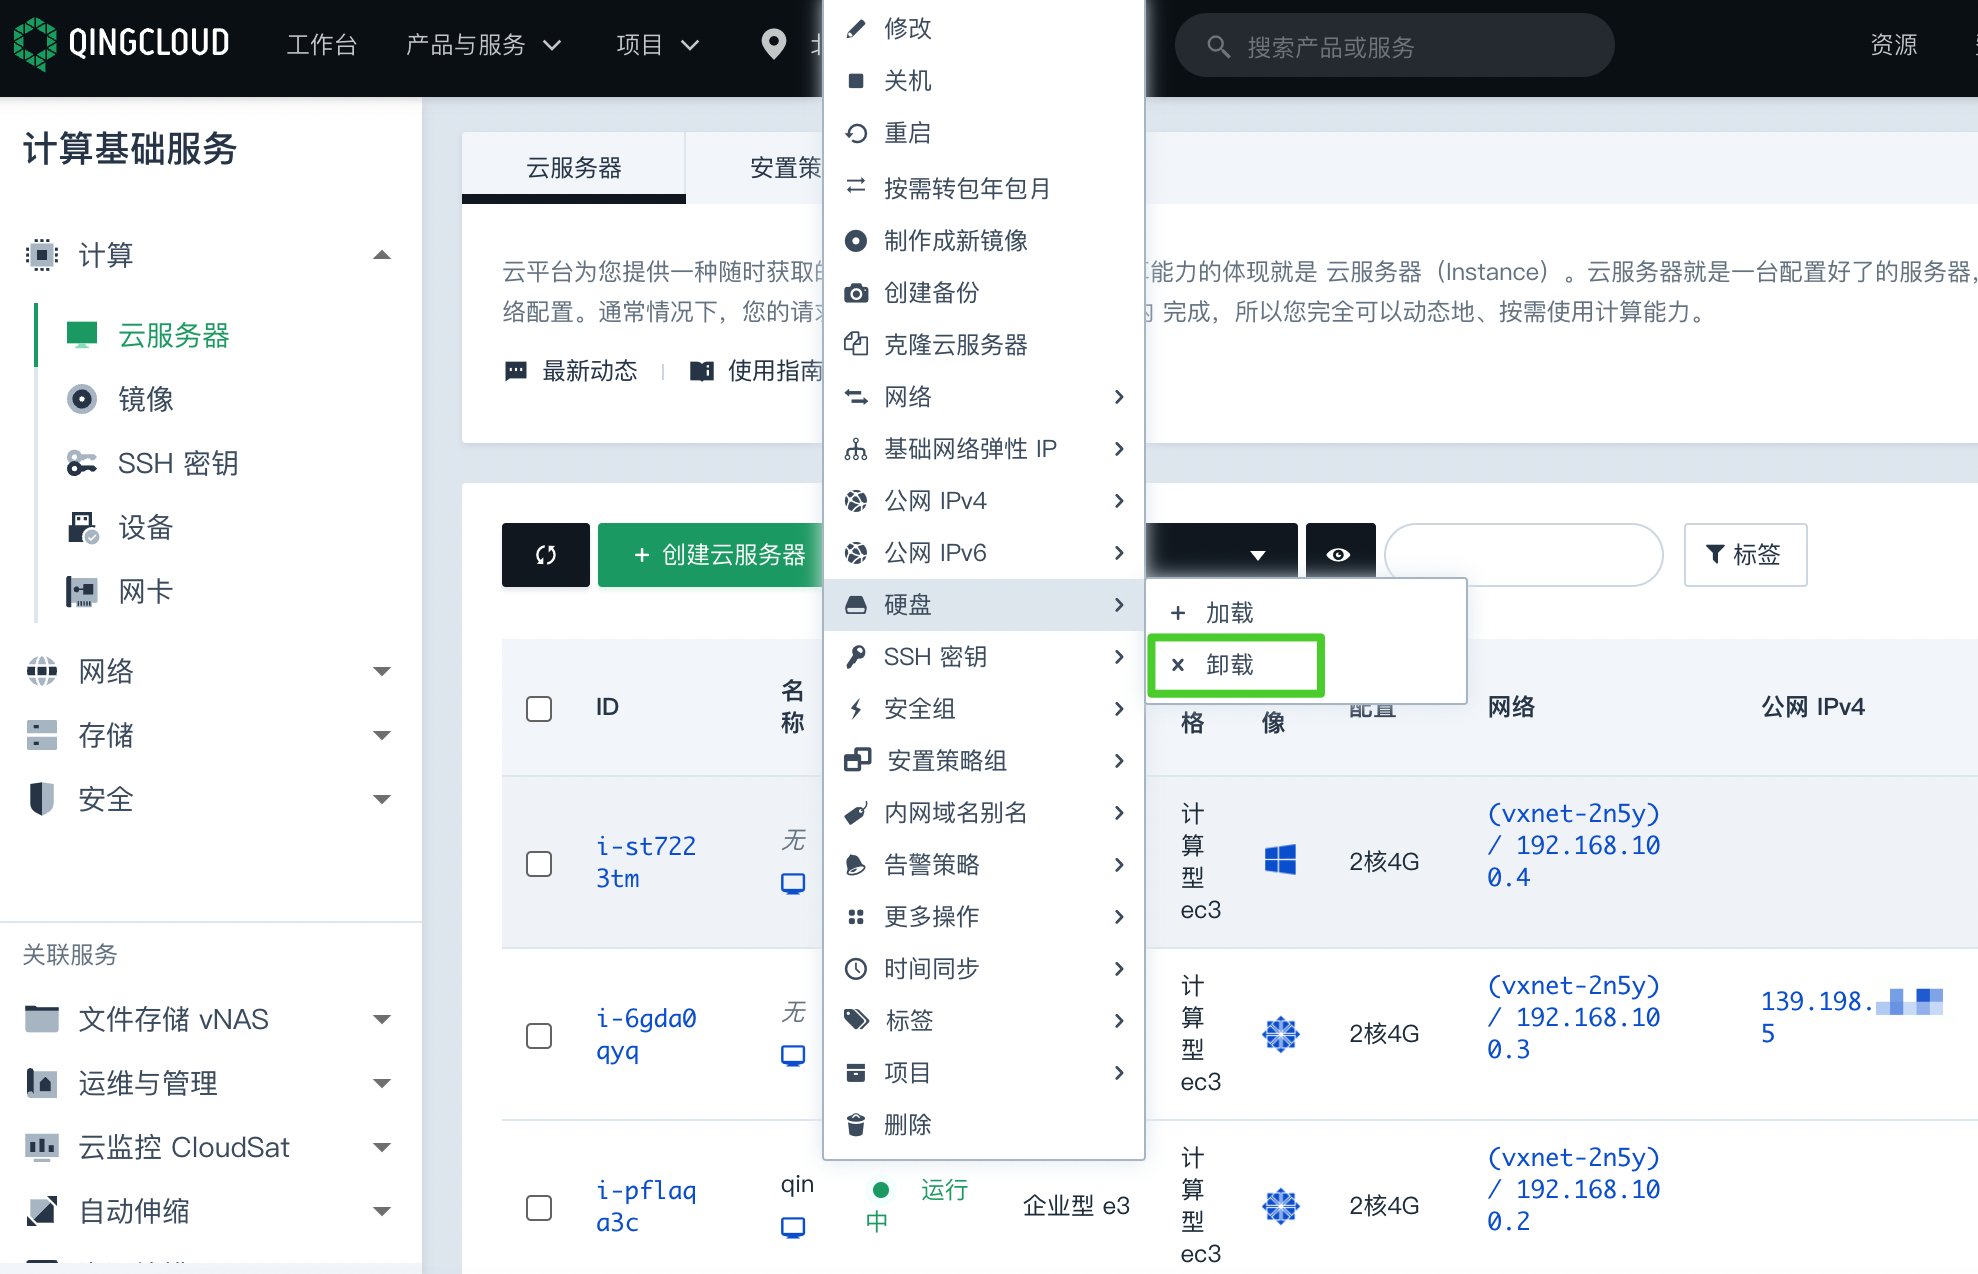 QINGCLOUD
工作台
产品与服务
项目
搜索产品或服务
资源
计算基础服务
计算
云服务器
镜像
SSH 密钥
设备
网卡
网络
存储
安全
关联服务
文件存储 vNAS
运维与管理
云监控 CloudSat
自动伸缩
云服务器
安置策
云平台为您提供一种随时获取的
能力的体现就是 云服务器（Instance）。云服务器就是一台配置好了的服务器，
络配置。通常情况下，您的请求
完成，所以您完全可以动态地、按需使用计算能力。
最新动态
使用指南
+ 创建云服务器
标签
修改
关机
重启
按需转包年包月
制作成新镜像
创建备份
克隆云服务器
网络
基础网络弹性 IP
公网 IPv4
公网 IPv6
硬盘
SSH 密钥
安全组
安置策略组
内网域名别名
告警策略
更多操作
时间同步
标签
项目
删除
+ 加载
× 卸载
ID
名
称
格
像
配置
网络
公网 IPv4
i-st722
3tm
无
计
算
型
ec3
2核4G
(vxnet-2n5y)
/ 192.168.10
0.4
i-6gda0
qyq
无
计
算
型
ec3
2核4G
(vxnet-2n5y)
/ 192.168.10
0.3
139.198.
5
i-pflaq
a3c
qin
运行
中
企业型 e3
计
算
型
ec3
2核4G
(vxnet-2n5y)
/ 192.168.10
0.2